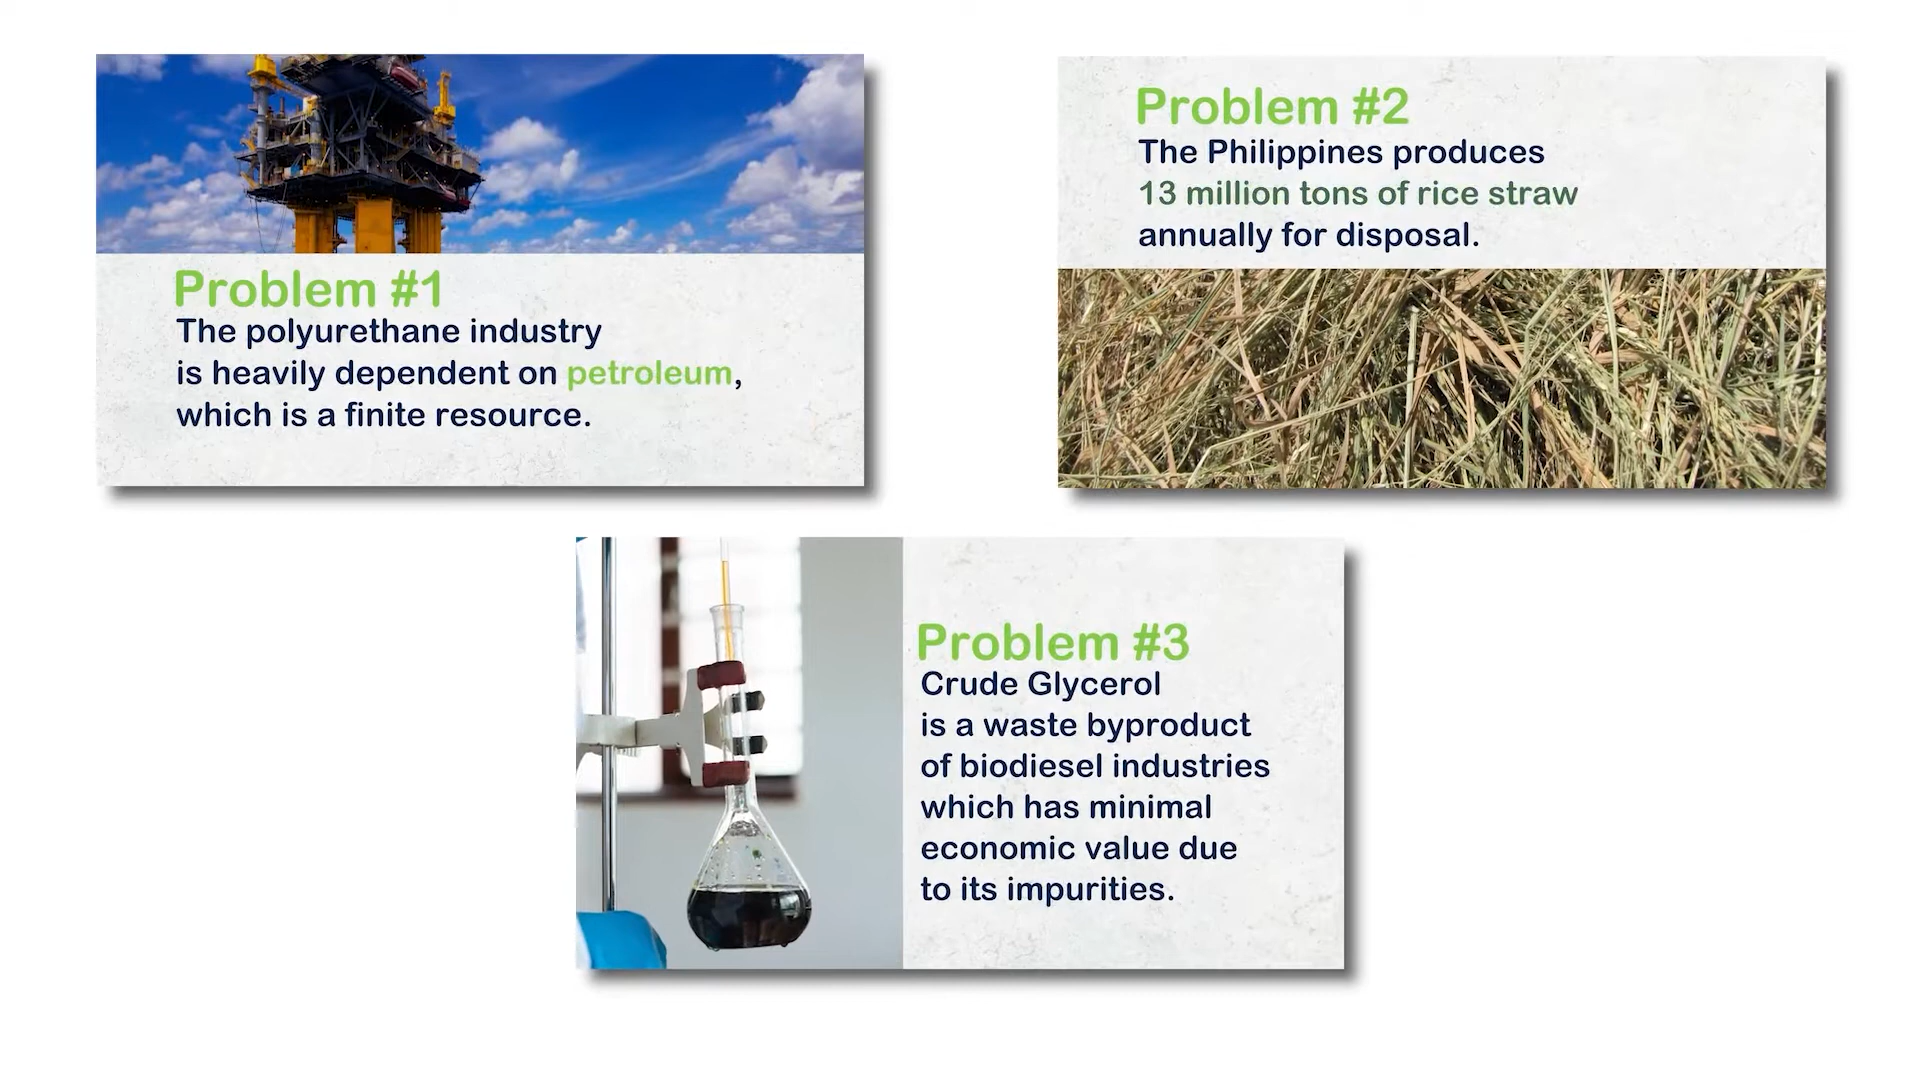 Problem #1
The polyurethane industry
is heavily dependent on petroleum,
which is a finite resource.
Problem #2
The Philippines produces
13 million tons of rice straw
annually for disposal.
Problem #3
Crude Glycerol
is a waste byproduct
of biodiesel industries
which has minimal
economic value due
to its impurities.